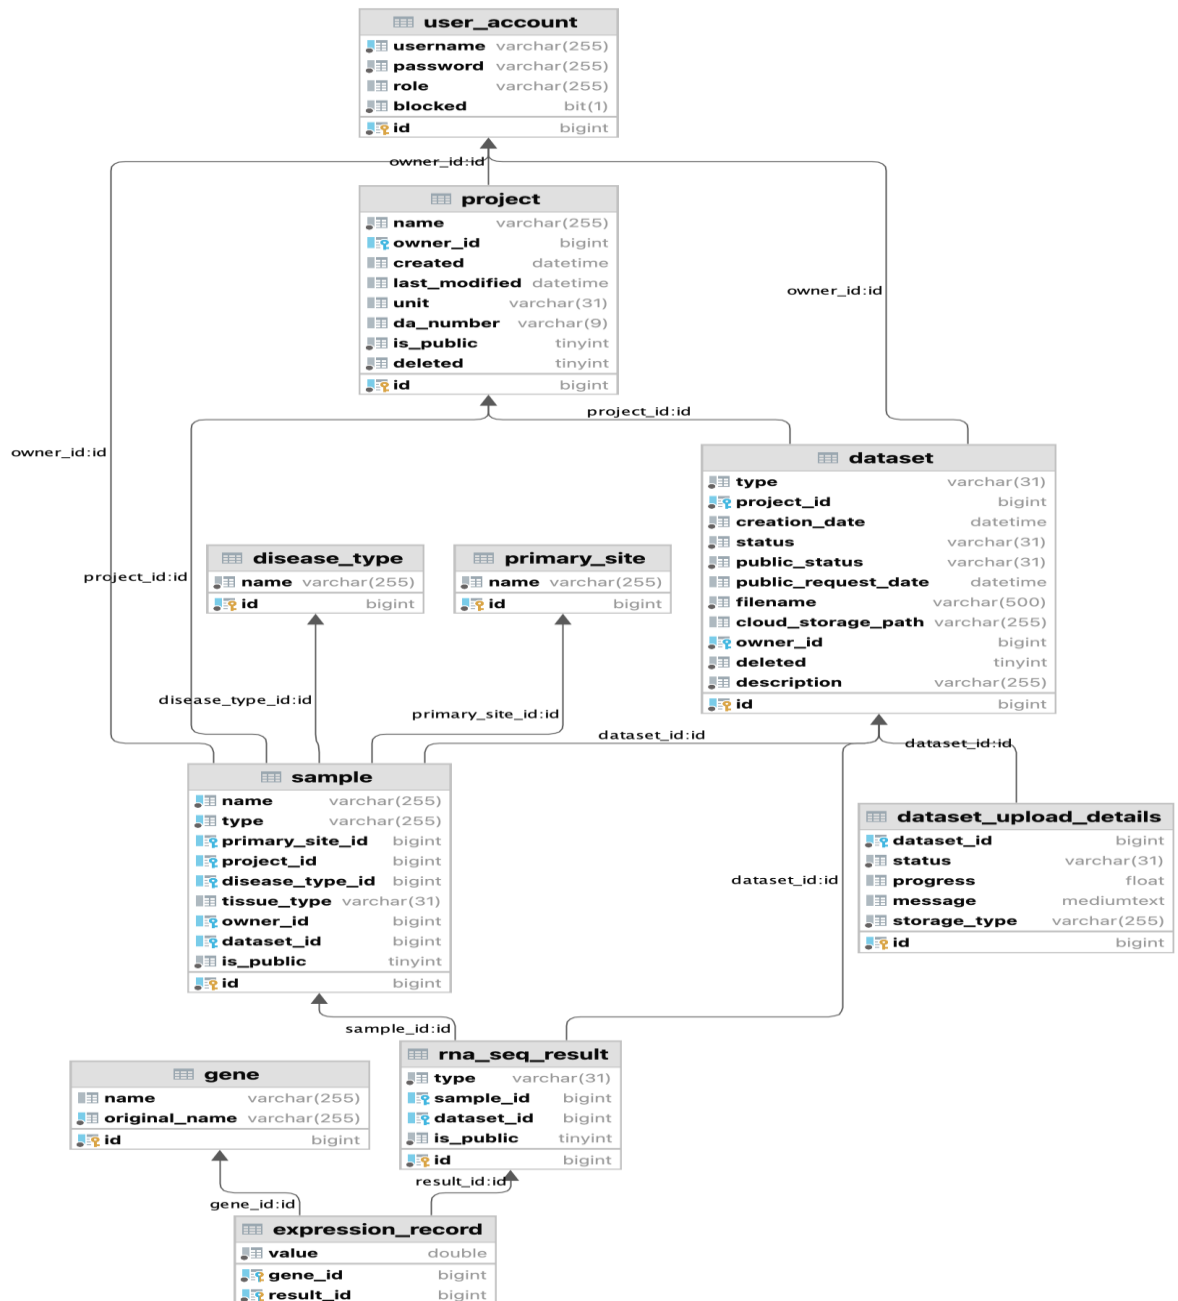 user_account
username varchar(255)
password varchar(255)
role varchar(255)
blocked bit(1)
id bigint
owner_id:id
project
name varchar(255)
owner_id bigint
created datetime
last_modified datetime
unit varchar(31)
da_number varchar(9)
is_public tinyint
deleted tinyint
id bigint
owner_id:id
project_id:id
owner_id:id
dataset
type varchar(31)
project_id bigint
creation_date datetime
status varchar(31)
public_status varchar(31)
public_request_date datetime
filename varchar(500)
cloud_storage_path varchar(255)
owner_id bigint
deleted tinyint
description varchar(255)
id bigint
disease_type
name varchar(255)
id bigint
primary_site
name varchar(255)
id bigint
project_id:id
disease_type_id:id
primary_site_id:id
dataset_id:id
dataset_id:id
sample
name varchar(255)
type varchar(255)
primary_site_id bigint
project_id bigint
disease_type_id bigint
tissue_type varchar(31)
owner_id bigint
dataset_id bigint
is_public tinyint
id bigint
dataset_upload_details
dataset_id bigint
status varchar(31)
progress float
message mediumtext
storage_type varchar(255)
id bigint
dataset_id:id
sample_id:id
rna_seq_result
type varchar(31)
sample_id bigint
dataset_id bigint
is_public tinyint
id bigint
gene
name varchar(255)
original_name varchar(255)
id bigint
result_id:id
gene_id:id
expression_record
value double
gene_id bigint
result_id bigint